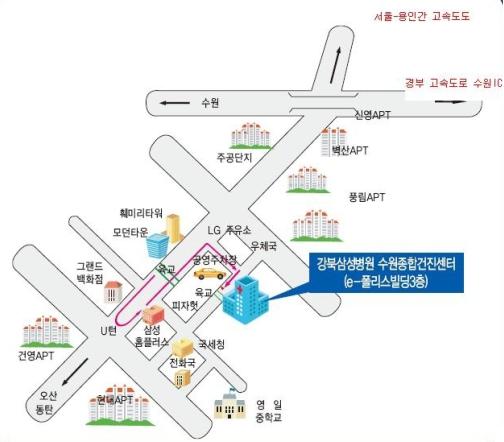 서울-용인간 고속도도
경부 고속도로 수원IC
수원
신영APT
주공단지
벽산APT
풍림APT
훼미리타워
모던타운
LG 주유소
우체국
공영주차장
그랜드
백화점
육교
육교
피자헛
강북삼성병원 수원종합건진센터
(e-폴리스빌딩3층)
U턴
삼성
홈플러스
국세청
전화국
건영APT
오산
동탄
현대APT
영 일
중학교